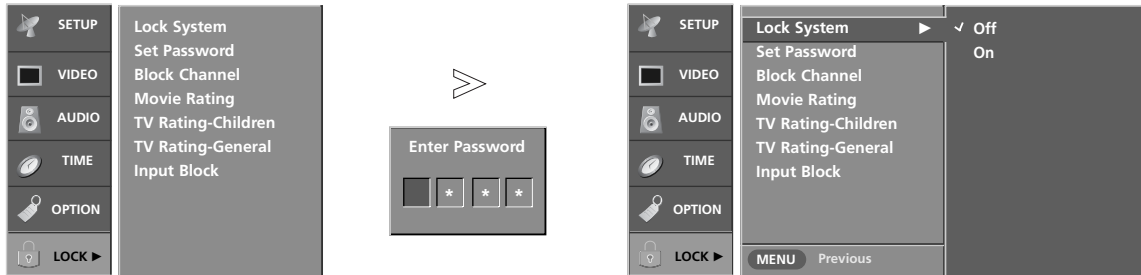 SETUP
VIDEO
AUDIO
TIME
OPTION
LOCK ►
Lock System
Set Password
Block Channel
Movie Rating
TV Rating-Children
TV Rating-General
Input Block
Enter Password
* * *
SETUP
VIDEO
AUDIO
TIME
OPTION
LOCK ►
Lock System ►
Set Password
Block Channel
Movie Rating
TV Rating-Children
TV Rating-General
Input Block
MENU Previous
✓ Off
On